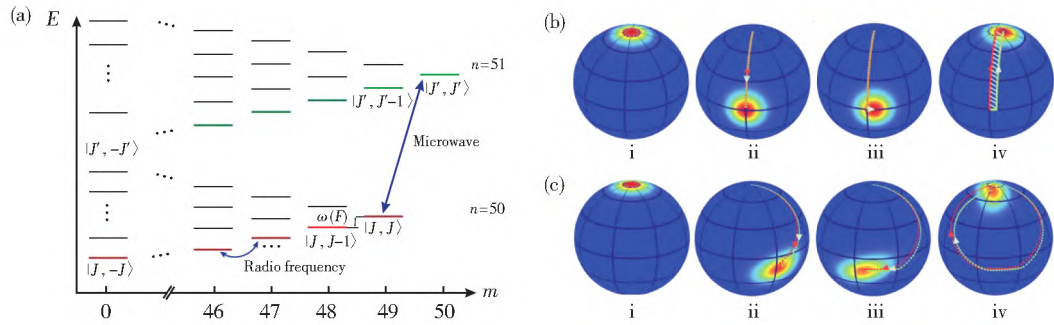 (a)
E
n=51
|J', J'⟩
|J', J'−1⟩
|J', −J'⟩
Microwave
n=50
ω(F)
|J, J⟩
|J, J−1⟩
|J, −J⟩
Radio frequency
0 46 47 48 49 50 m
(b)
i ii iii iv
(c)
i ii iii iv